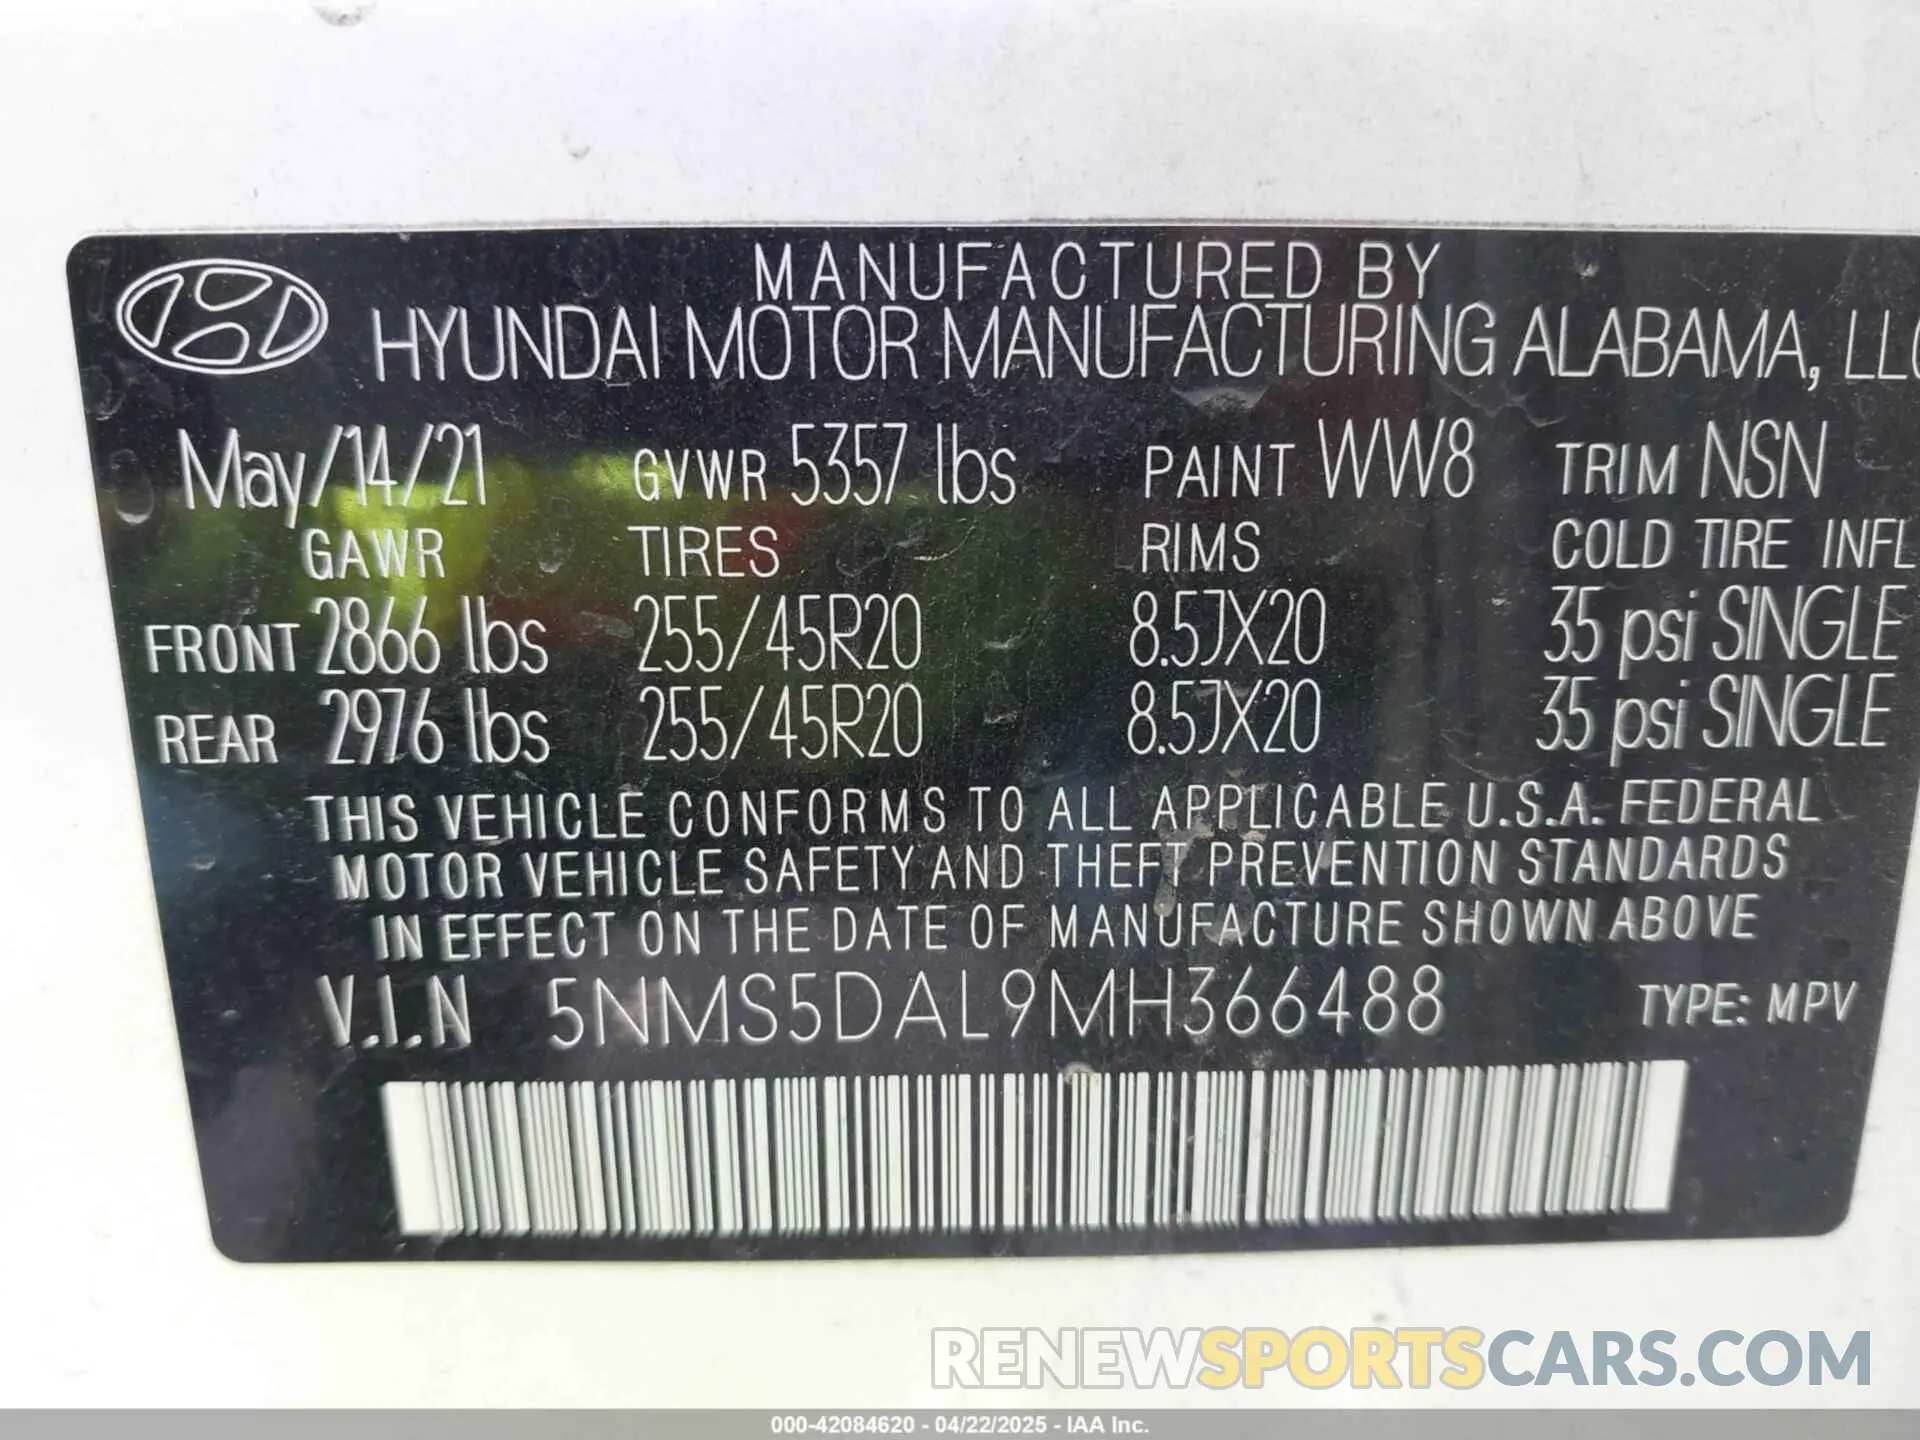 MANUFACTURED BY
HYUNDAI MOTOR MANUFACTURING ALABAMA, LLC
May/14/21 GVWR 5357 lbs PAINT WW8 TRIM NSN
GAWR TIRES RIMS COLD TIRE INFL
FRONT 2866 lbs 255/45R20 8.5JX20 35 psi SINGLE
REAR 2976 lbs 255/45R20 8.5JX20 35 psi SINGLE
THIS VEHICLE CONFORMS TO ALL APPLICABLE U.S.A. FEDERAL
MOTOR VEHICLE SAFETY AND THEFT PREVENTION STANDARDS
IN EFFECT ON THE DATE OF MANUFACTURE SHOWN ABOVE
V.I.N 5NMS5DAL9MH366488 TYPE: MPV
RENEWSPORTSCARS.COM
000-42084620 - 04/22/2025 - IAA Inc.